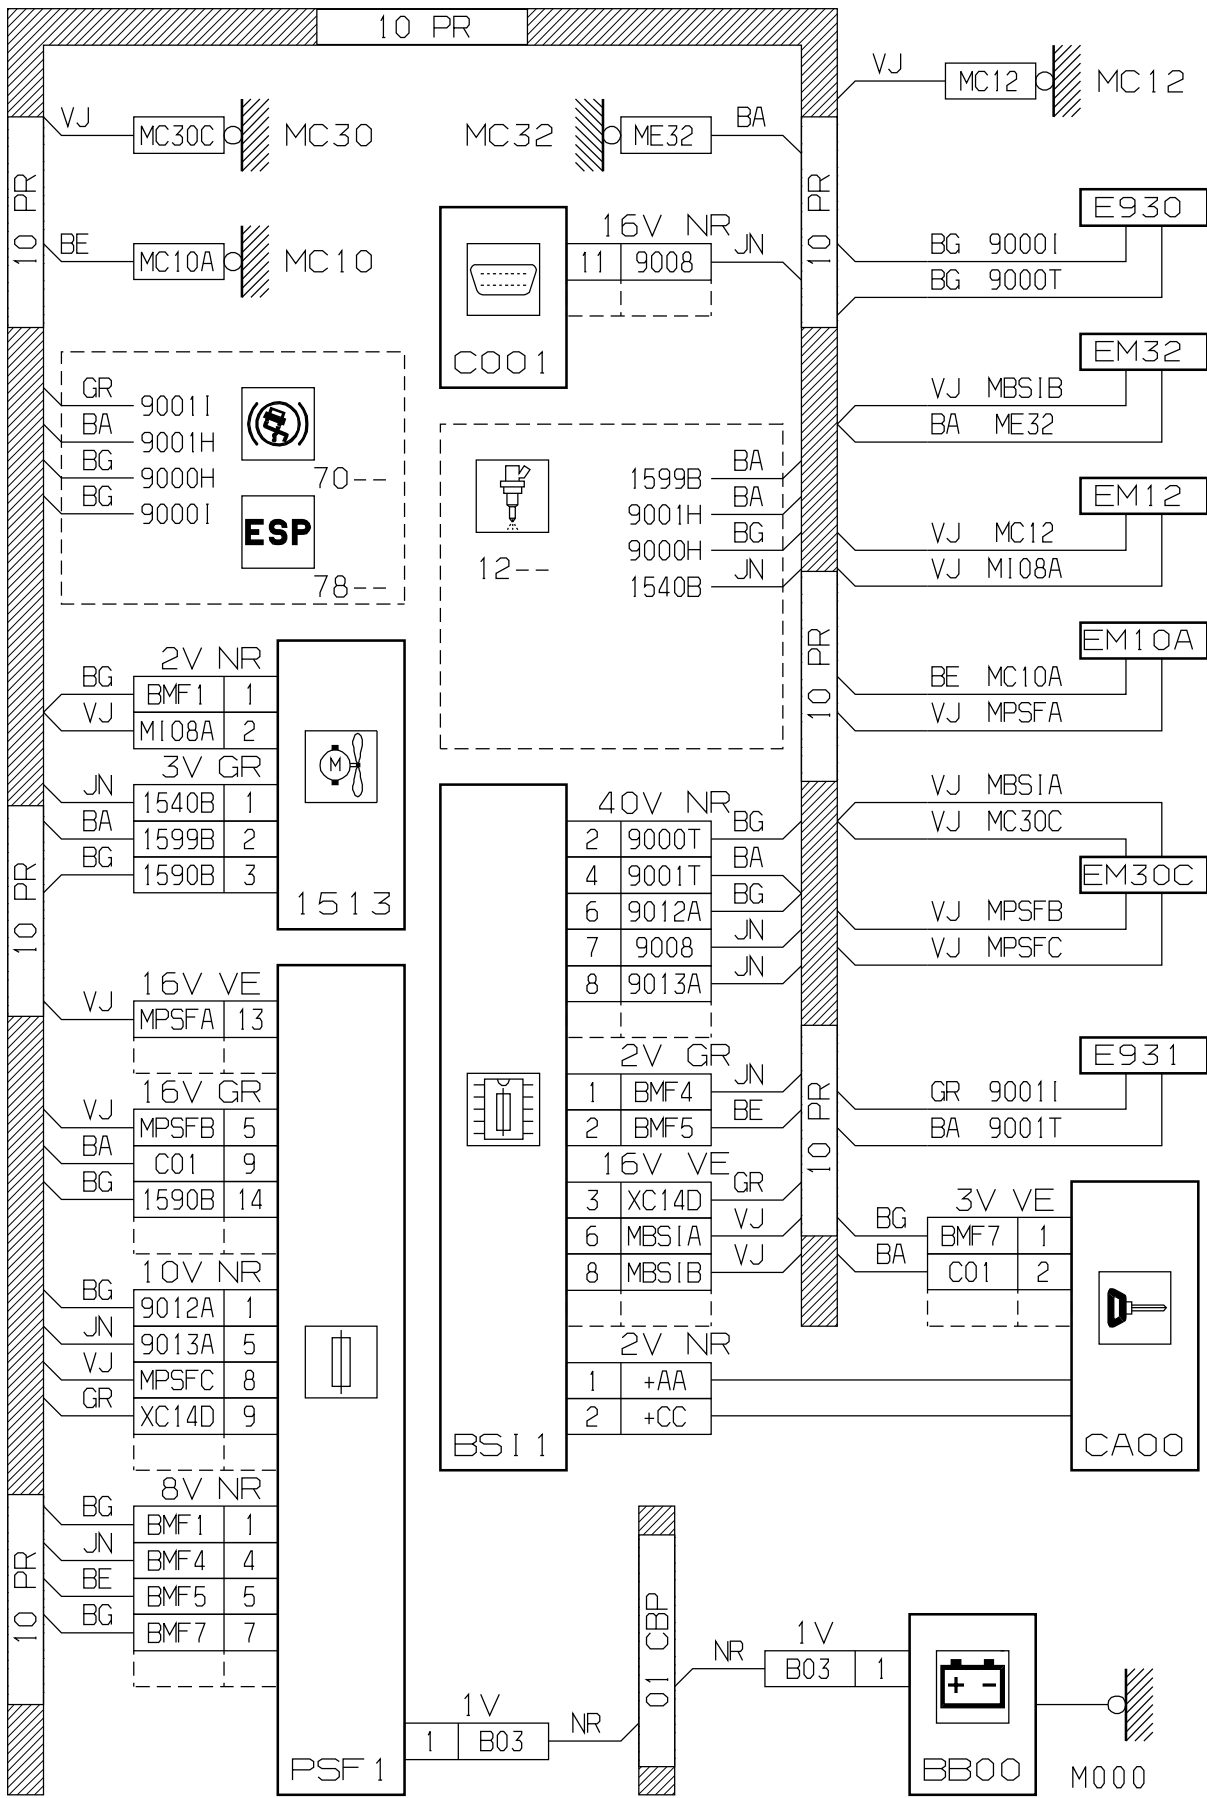 10 PR
VJ
MC12
MC12
VJ
MC30C
MC30
MC32
ME32
BA
10 PR
10 PR
BE
MC10A
MC10
16V NR
11 9008
JN
C001
E930
BG 9000I
BG 9000T
EM32
VJ MBSIB
BA ME32
GR 9001I
BA 9001H
BG 9000H
BG 9000I
70--
ESP
78--
1599B BA
9001H BA
9000H BG
1540B JN
12--
EM12
VJ MC12
VJ MI08A
10 PR
EM10A
BE MC10A
VJ MPSFA
2V NR
BG BMF1 1
VJ MI08A 2
3V GR
JN 1540B 1
BA 1599B 2
BG 1590B 3
M
1513
10 PR
40V NR
2 9000T BG
4 9001T BA
6 9012A BG
7 9008 JN
8 9013A JN
2V GR
1 BMF4 JN
2 BMF5 BE
16V VE
3 XC14D GR
6 MBSIA VJ
8 MBSIB VJ
2V NR
1 +AA
2 +CC
BSI1
VJ MBSIA
VJ MC30C
EM30C
VJ MPSFB
VJ MPSFC
10 PR
E931
GR 9001I
BA 9001T
3V VE
BG BMF7 1
BA C01 2
CA00
16V VE
VJ MPSFA 13
16V GR
VJ MPSFB 5
BA C01 9
BG 1590B 14
10V NR
BG 9012A 1
JN 9013A 5
VJ MPSFC 8
GR XC14D 9
8V NR
BG BMF1 1
JN BMF4 4
BE BMF5 5
BG BMF7 7
10 PR
1V
1 B03
NR
PSF1
01 CBP
NR
1V
B03 1
+ -
BB00
M000